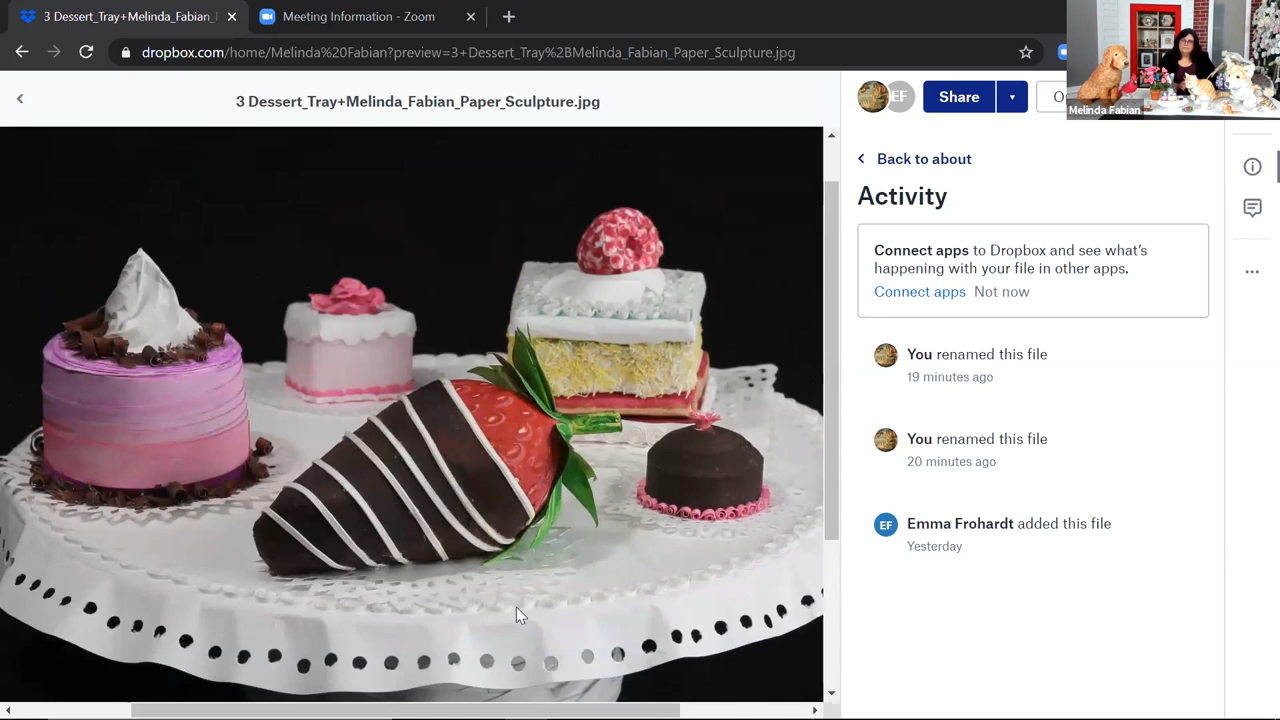 3 Dessert_Tray+Melinda_Fabian_
Meeting Information - Zoom
dropbox.com/home/Melinda%20Fabian?preview=
Tray%2BMelinda_Fabian_Paper_Sculpture.jpg
Melinda Fabian
3 Dessert_Tray+Melinda_Fabian_Paper_Sculpture.jpg
EF
Share
Back to about
Activity
Connect apps to Dropbox and see what's
happening with your file in other apps.
Connect apps Not now
You renamed this file
19 minutes ago
You renamed this file
20 minutes ago
EF
Emma Frohardt added this file
Yesterday